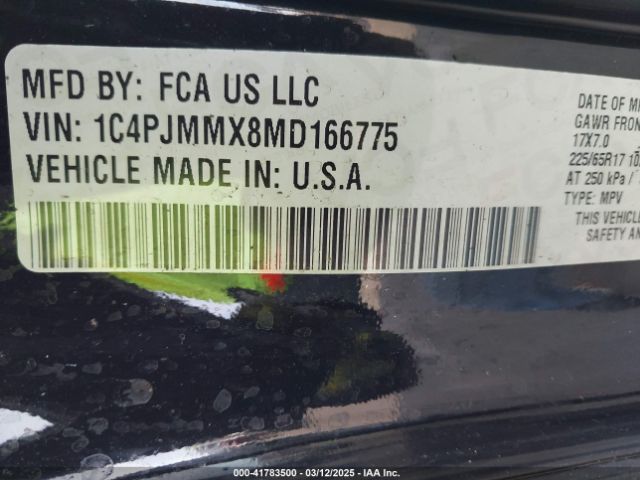 MFD BY: FCA US LLC
VIN: 1C4PJMMX8MD166775
VEHICLE MADE IN: U.S.A.
DATE OF M
GAWR FRON
17X7.0
225/65R17 10
AT 250 kPa /
TYPE: MPV
THIS VEHICL
SAFETY AN
000-41783500 - 03/12/2025 - IAA Inc.